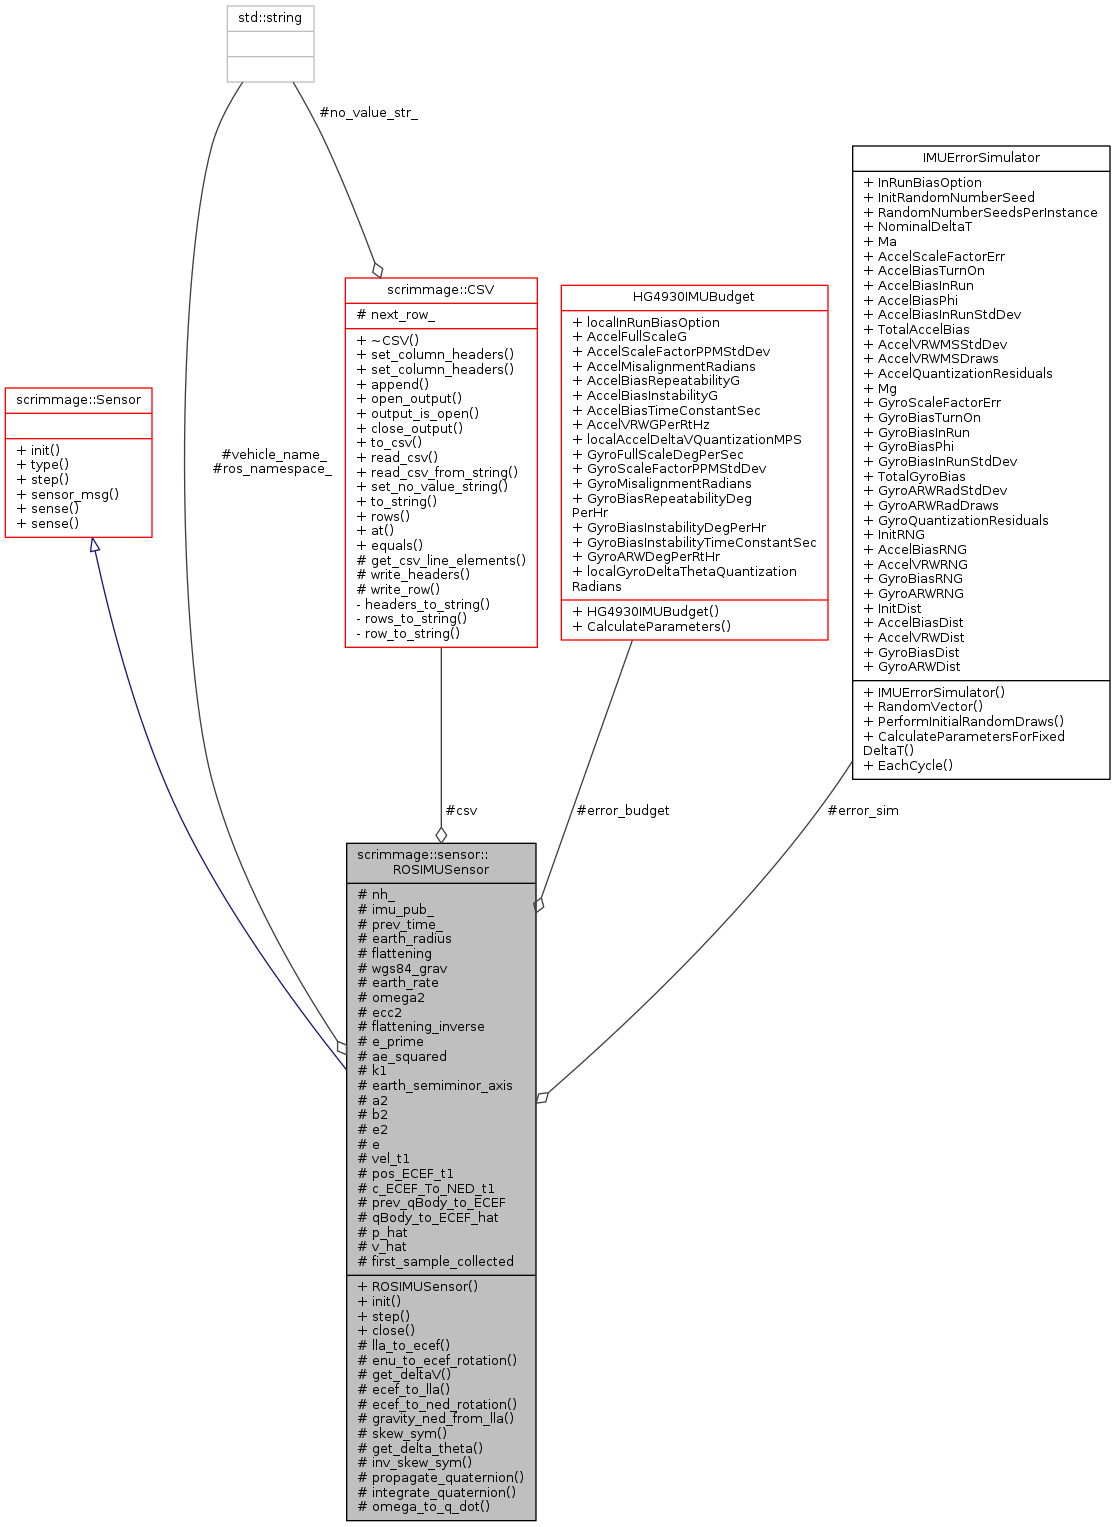 std::string
#no_value_str_
IMUErrorSimulator
+ InRunBiasOption
+ InitRandomNumberSeed
+ RandomNumberSeedsPerInstance
+ NominalDeltaT
+ Ma
+ AccelScaleFactorErr
+ AccelBiasTurnOn
+ AccelBiasInRun
+ AccelBiasPhi
+ AccelBiasInRunStdDev
+ TotalAccelBias
+ AccelVRWMSStdDev
+ AccelVRWMSDraws
+ AccelQuantizationResiduals
+ Mg
+ GyroScaleFactorErr
+ GyroBiasTurnOn
+ GyroBiasInRun
+ GyroBiasPhi
+ GyroBiasInRunStdDev
+ TotalGyroBias
+ GyroARWRadStdDev
+ GyroARWRadDraws
+ GyroQuantizationResiduals
+ InitRNG
+ AccelBiasRNG
+ AccelVRWRNG
+ GyroBiasRNG
+ GyroARWRNG
+ InitDist
+ AccelBiasDist
+ AccelVRWDist
+ GyroBiasDist
+ GyroARWDist
+ IMUErrorSimulator()
+ RandomVector()
+ PerformInitialRandomDraws()
+ CalculateParametersForFixed
DeltaT()
+ EachCycle()
scrimmage::CSV
# next_row_
+ ~CSV()
+ set_column_headers()
+ set_column_headers()
+ append()
+ open_output()
+ output_is_open()
+ close_output()
+ to_csv()
+ read_csv()
+ read_csv_from_string()
+ set_no_value_string()
+ to_string()
+ rows()
+ at()
+ equals()
# get_csv_line_elements()
# write_headers()
# write_row()
- headers_to_string()
- rows_to_string()
- row_to_string()
HG4930IMUBudget
+ localInRunBiasOption
+ AccelFullScaleG
+ AccelScaleFactorPPMStdDev
+ AccelMisalignmentRadians
+ AccelBiasRepeatabilityG
+ AccelBiasInstabilityG
+ AccelBiasTimeConstantSec
+ AccelVRWGPerRtHz
+ localAccelDeltaVQuantizationMPS
+ GyroFullScaleDegPerSec
+ GyroScaleFactorPPMStdDev
+ GyroMisalignmentRadians
+ GyroBiasRepeatabilityDeg
PerHr
+ GyroBiasInstabilityDegPerHr
+ GyroBiasInstabilityTimeConstantSec
+ GyroARWDegPerRtHr
+ localGyroDeltaThetaQuantization
Radians
+ HG4930IMUBudget()
+ CalculateParameters()
scrimmage::Sensor
+ init()
+ type()
+ step()
+ sensor_msg()
+ sense()
+ sense()
#vehicle_name_
#ros_namespace_
#csv
#error_budget
#error_sim
scrimmage::sensor::
ROSIMUSensor
# nh_
# imu_pub_
# prev_time_
# earth_radius
# flattening
# wgs84_grav
# earth_rate
# omega2
# ecc2
# flattening_inverse
# e_prime
# ae_squared
# k1
# earth_semiminor_axis
# a2
# b2
# e2
# e
# vel_t1
# pos_ECEF_t1
# c_ECEF_To_NED_t1
# prev_qBody_to_ECEF
# qBody_to_ECEF_hat
# p_hat
# v_hat
# first_sample_collected
+ ROSIMUSensor()
+ init()
+ step()
+ close()
# lla_to_ecef()
# enu_to_ecef_rotation()
# get_deltaV()
# ecef_to_lla()
# ecef_to_ned_rotation()
# gravity_ned_from_lla()
# skew_sym()
# get_delta_theta()
# inv_skew_sym()
# propagate_quaternion()
# integrate_quaternion()
# omega_to_q_dot()